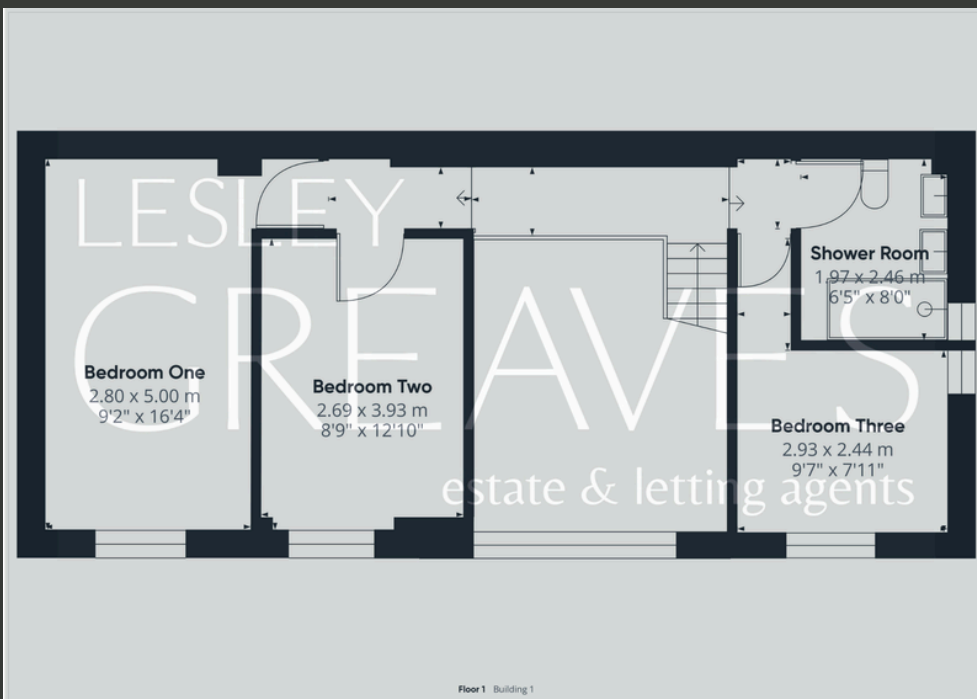 LESLEY
GREAVES
estate & letting agents
Bedroom One
2.80 x 5.00 m
9'2" x 16'4"
Bedroom Two
2.69 x 3.93 m
8'9" x 12'10"
Shower Room
1.97 x 2.46 m
6'5" x 8'0"
Bedroom Three
2.93 x 2.44 m
9'7" x 7'11"
Floor 1 Building 1